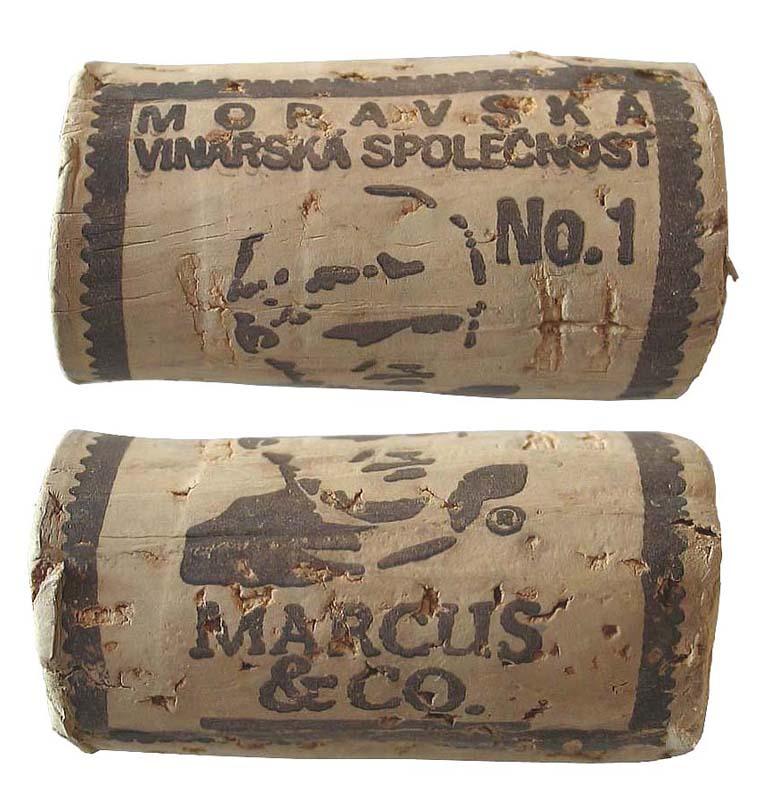 MORAVSKÁ
VINAŘSKÁ SPOLEČNOST
No.1
®
MARCUS
& CO.